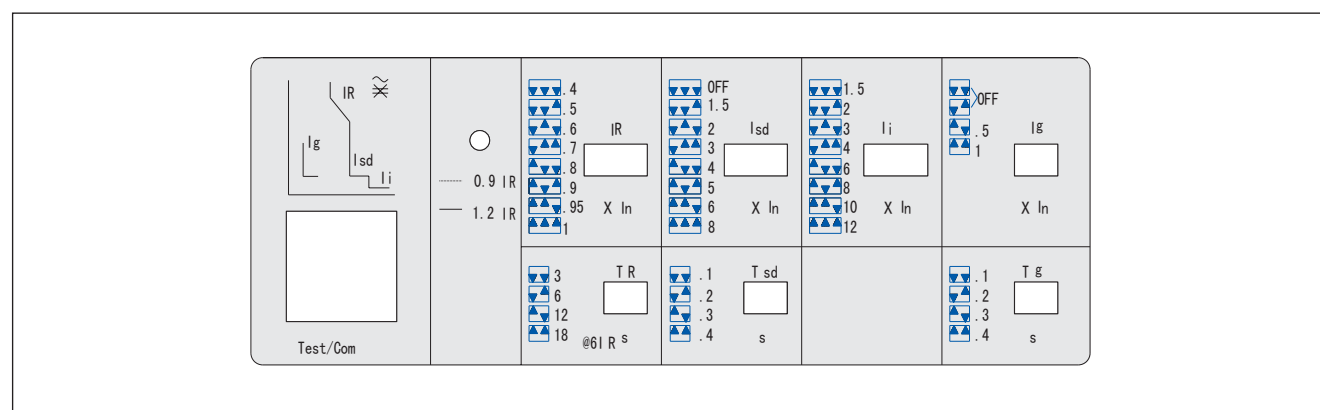 IR
Ig
Isd
Ii
Test/Com
0.9 IR
1.2 IR
.4
.5
.6
.7
.8
.9
.95
1
IR
X In
OFF
1.5
2
3
4
5
6
8
Isd
X In
1.5
2
3
4
6
8
10
12
Ii
X In
OFF
.5
1
Ig
X In
3
6
12
18
TR
@6IR s
.1
.2
.3
.4
Tsd
s
.1
.2
.3
.4
Tg
s